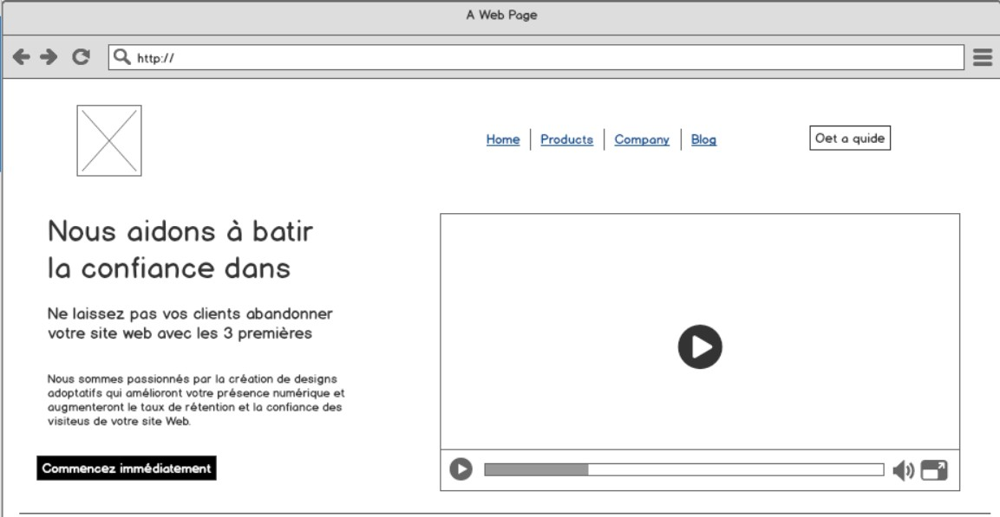 A Web Page
http://
Home Products Company Blog
Oet a quide
Nous aidons à batir
la confiance dans
Ne laissez pas vos clients abandonner
votre site web avec les 3 premières
Nous sommes passionnés par la création de designs
adoptatifs qui amélioront votre présence numérique et
augmenteront le taux de rétention et la confiance des
visiteus de votre site Web.
Commencez immédiatement